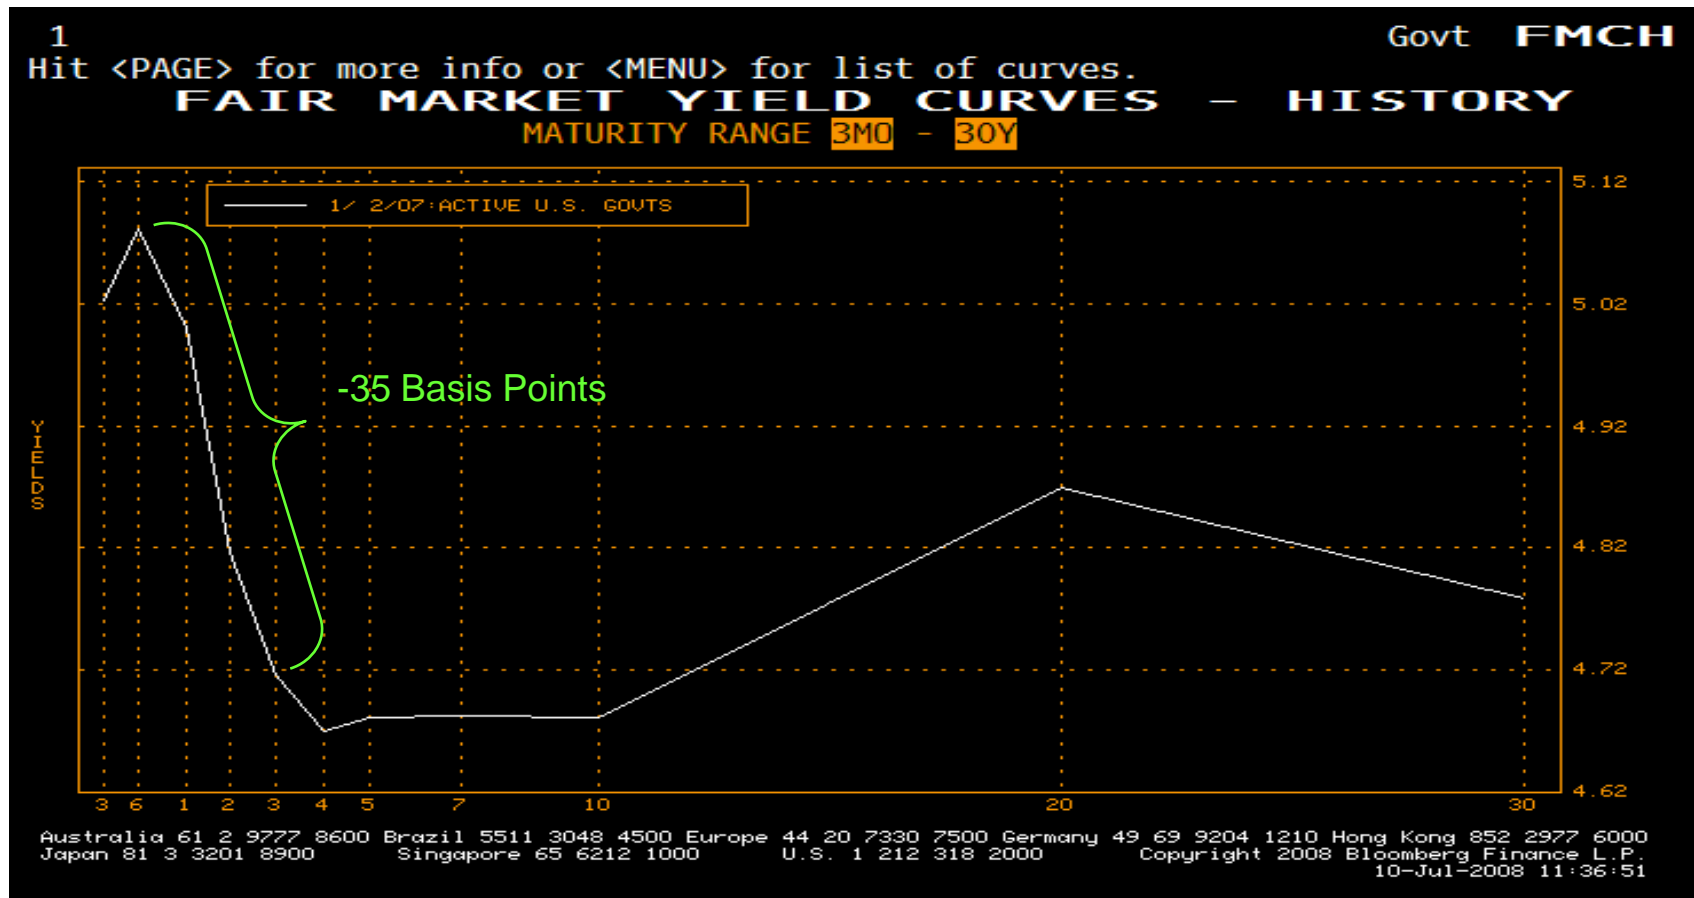 1 Govt FMCH
Hit <PAGE> for more info or <MENU> for list of curves.
FAIR MARKET YIELD CURVES - HISTORY
MATURITY RANGE 3MO - 30Y
1/ 2/07:ACTIVE U.S. GOVTS
5.12
5.02
-35 Basis Points
4.92
YIELDS
4.82
4.72
4.62
3 6 1 2 3 4 5 7 10 20 30
Australia 61 2 9777 8600 Brazil 5511 3048 4500 Europe 44 20 7330 7500 Germany 49 69 9204 1210 Hong Kong 852 2977 6000
Japan 81 3 3201 8900 Singapore 65 6212 1000 U.S. 1 212 318 2000 Copyright 2008 Bloomberg Finance L.P.
10-Jul-2008 11:36:51